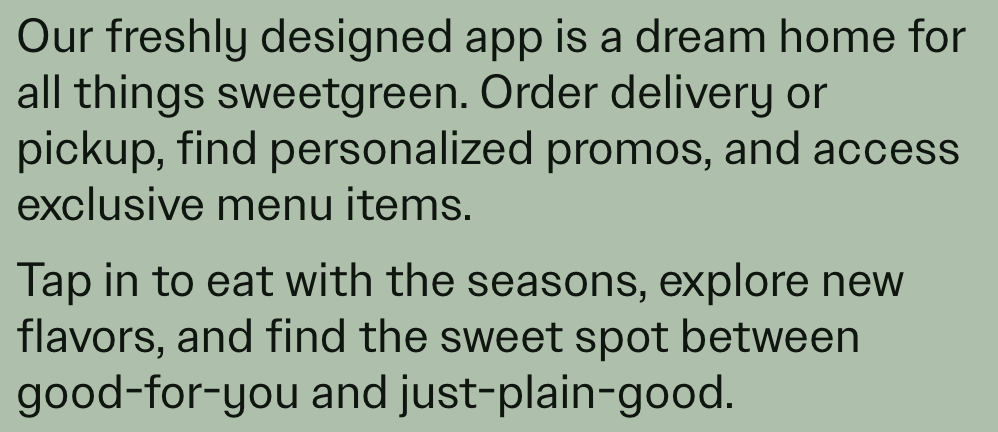 Our freshly designed app is a dream home for
all things sweetgreen. Order delivery or
pickup, find personalized promos, and access
exclusive menu items.
Tap in to eat with the seasons, explore new
flavors, and find the sweet spot between
good-for-you and just-plain-good.